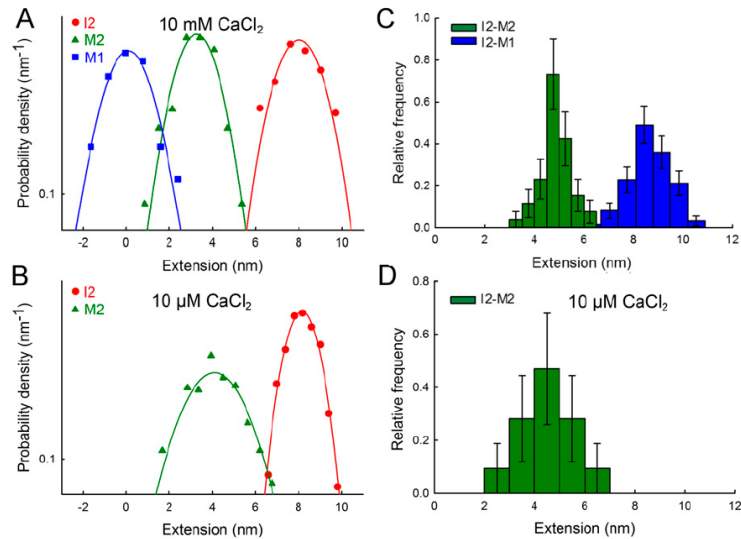 A
I2
M2
M1
10 mM CaCl₂
Probability density (nm⁻¹)
0.1
-2 0 2 4 6 8 10
Extension (nm)
B
I2
M2
10 µM CaCl₂
Probability density (nm⁻¹)
0.1
-2 0 2 4 6 8 10
Extension (nm)
C
I2-M2
I2-M1
Relative frequency
1.0
0.8
0.6
0.4
0.2
0.0
0 2 4 6 8 10 12
Extension (nm)
D
I2-M2
10 µM CaCl₂
Relative frequency
0.8
0.6
0.4
0.2
0.0
0 2 4 6 8 10 12
Extension (nm)